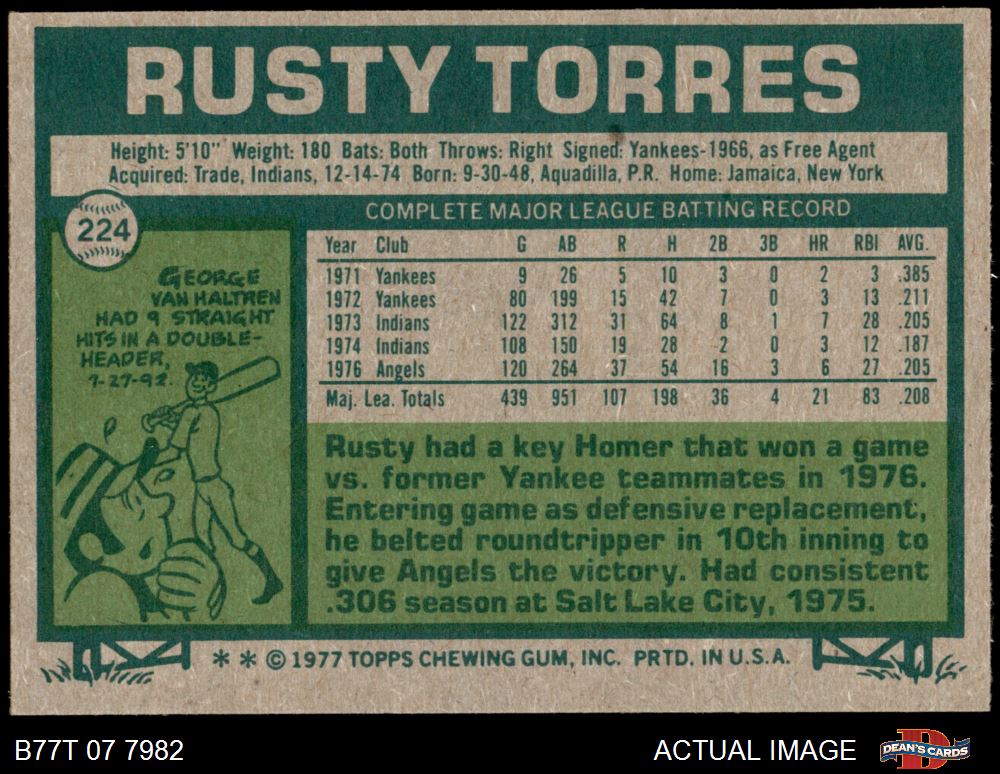 RUSTY TORRES
Height: 5'10" Weight: 180 Bats: Both Throws: Right Signed: Yankees-1966, as Free Agent
Acquired: Trade, Indians, 12-14-74 Born: 9-30-48, Aquadilla, P.R. Home: Jamaica, New York
224
GEORGE
VAN HALTREN
HAD 9 STRAIGHT
HITS IN A DOUBLE-
HEADER,
7-27-92.
COMPLETE MAJOR LEAGUE BATTING RECORD
Year Club G AB R H 2B 3B HR RBI AVG.
1971 Yankees 9 26 5 10 3 0 2 3 .385
1972 Yankees 80 199 15 42 7 0 3 13 .211
1973 Indians 122 312 31 64 8 1 7 28 .205
1974 Indians 108 150 19 28 2 0 3 12 .187
1976 Angels 120 264 37 54 16 3 6 27 .205
Maj. Lea. Totals 439 951 107 198 36 4 21 83 .208
Rusty had a key Homer that won a game
vs. former Yankee teammates in 1976.
Entering game as defensive replacement,
he belted roundtripper in 10th inning to
give Angels the victory. Had consistent
.306 season at Salt Lake City, 1975.
* * © 1977 TOPPS CHEWING GUM, INC. PRTD. IN U.S.A.
B77T 07 7982
ACTUAL IMAGE
DEAN'S CARDS